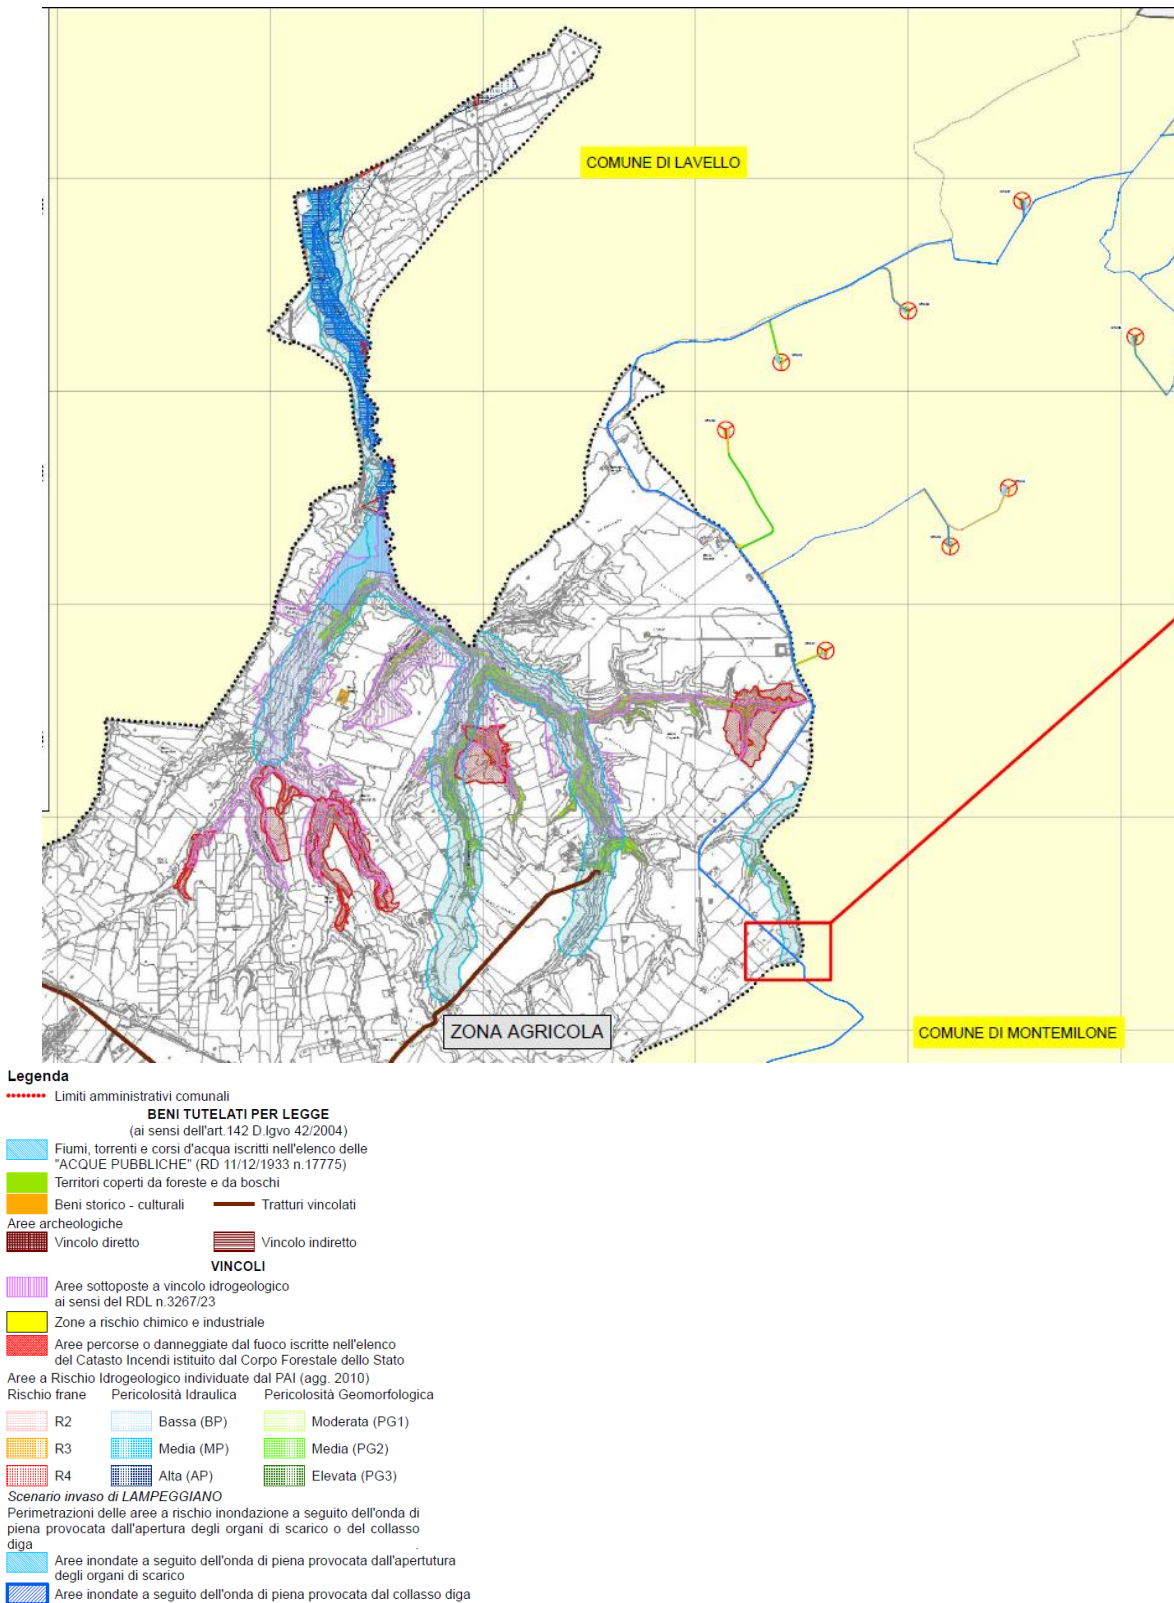 COMUNE DI LAVELLO
ZONA AGRICOLA
COMUNE DI MONTEMILONE
Legenda
Limiti amministrativi comunali
BENI TUTELATI PER LEGGE
(ai sensi dell'art.142 D.lgvo 42/2004)
Fiumi, torrenti e corsi d'acqua iscritti nell'elenco delle
"ACQUE PUBBLICHE" (RD 11/12/1933 n.17775)
Territori coperti da foreste e da boschi
Beni storico - culturali Tratturi vincolati
Aree archeologiche
Vincolo diretto Vincolo indiretto
VINCOLI
Aree sottoposte a vincolo idrogeologico
ai sensi del RDL n.3267/23
Zone a rischio chimico e industriale
Aree percorse o danneggiate dal fuoco iscritte nell'elenco
del Catasto Incendi istituito dal Corpo Forestale dello Stato
Aree a Rischio Idrogeologico individuate dal PAI (agg. 2010)
Rischio frane Pericolosità Idraulica Pericolosità Geomorfologica
R2 Bassa (BP) Moderata (PG1)
R3 Media (MP) Media (PG2)
R4 Alta (AP) Elevata (PG3)
Scenario invaso di LAMPEGGIANO
Perimetrazioni delle aree a rischio inondazione a seguito dell'onda di
piena provocata dall'apertura degli organi di scarico o del collasso
diga .
Aree inondate a seguito dell'onda di piena provocata dall'apertutura
degli organi di scarico
Aree inondate a seguito dell'onda di piena provocata dal collasso diga